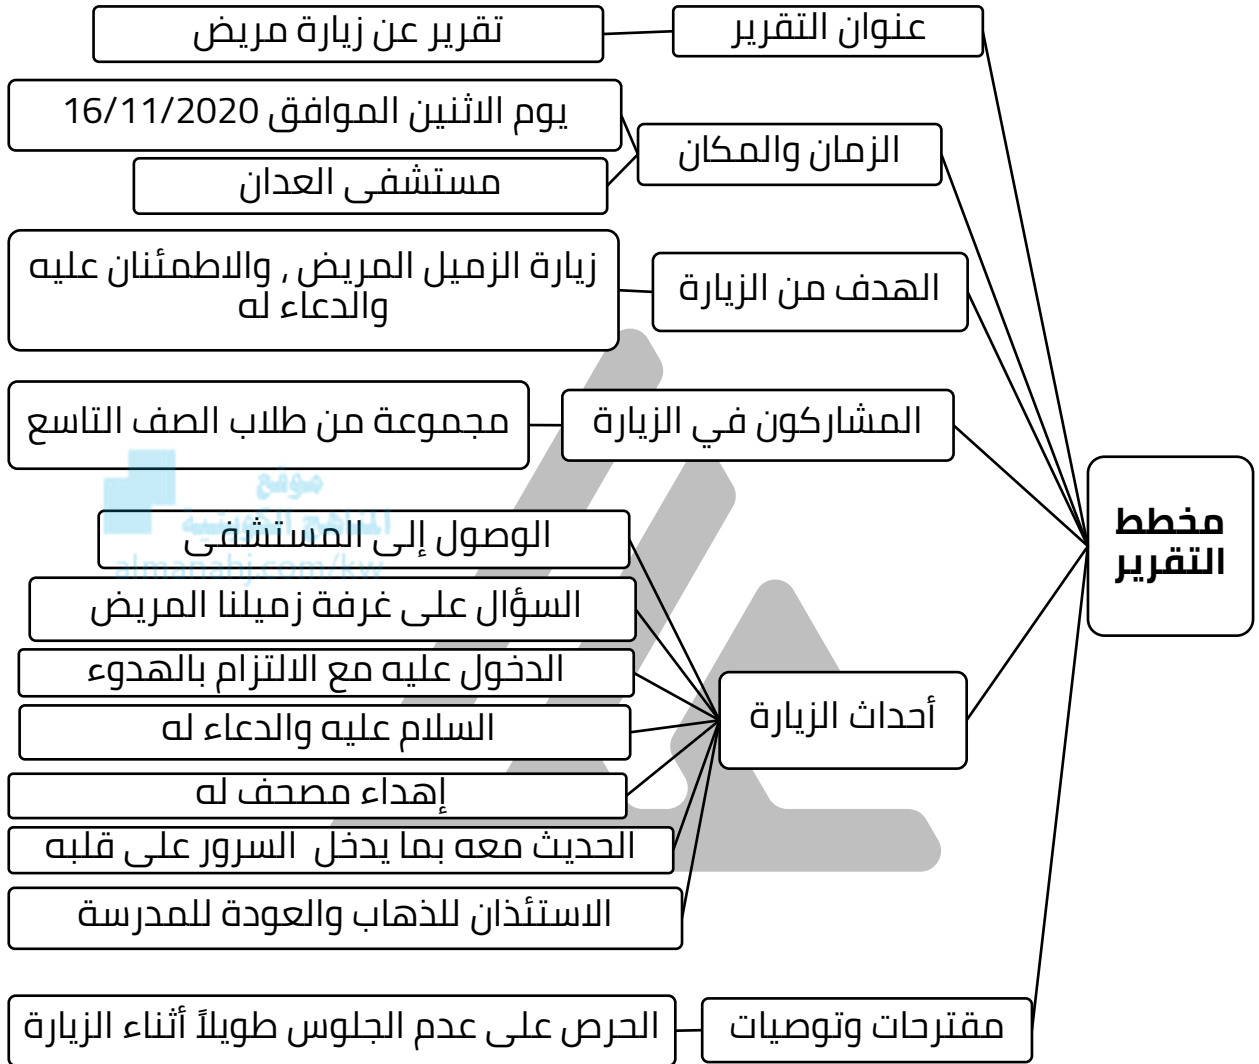 عنوان التقرير
تقرير عن زيارة مريض
يوم الاثنين الموافق 16/11/2020
الزمان والمكان
مستشفى العدان
الهدف من الزيارة
زيارة الزميل المريض , والاطمئنان عليه
والدعاء له
المشاركون في الزيارة
مجموعة من طلاب الصف التاسع
مخطط
التقرير
موقع
المناهج الكويتية
almanahj.com/kw
أحداث الزيارة
الوصول إلى المستشفى
السؤال على غرفة زميلنا المريض
الدخول عليه مع الالتزام بالهدوء
السلام عليه والدعاء له
إهداء مصحف له
الحديث معه بما يدخل السرور على قلبه
الاستئذان للذهاب والعودة للمدرسة
مقترحات وتوصيات
الحرص على عدم الجلوس طويلاً أثناء الزيارة